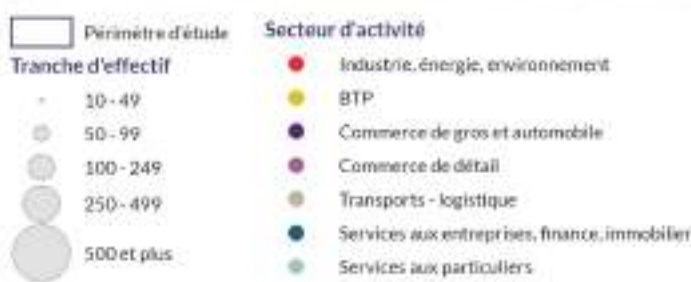 Périmètre d'étude
Tranche d'effectif
10 - 49
50 - 99
100 - 249
250 - 499
500 et plus
Secteur d'activité
Industrie, énergie, environnement
BTP
Commerce de gros et automobile
Commerce de détail
Transports - logistique
Services aux entreprises, finance, immobilier
Services aux particuliers